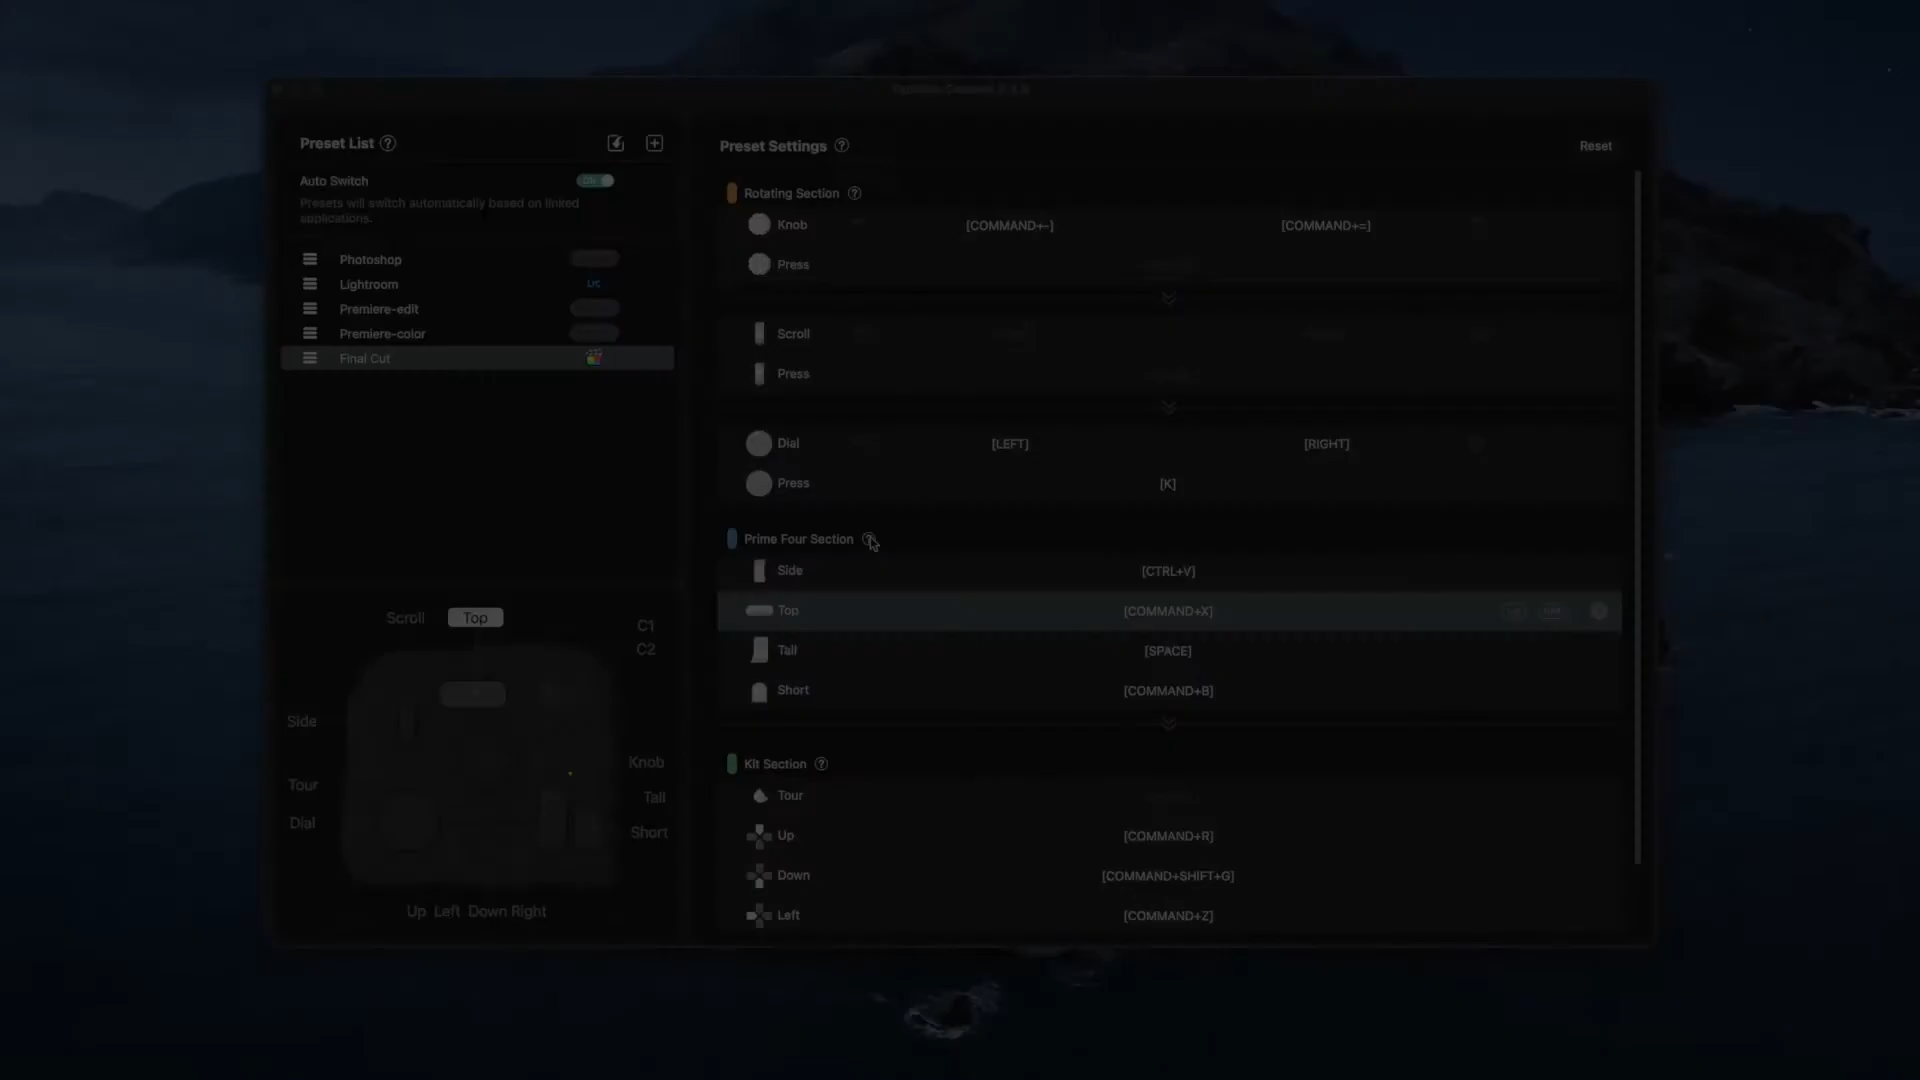 Preset List
Auto Switch
ON
Presets will switch automatically based on linked
applications.
Photoshop
Lightroom LrC
Premiere-edit
Premiere-color
Final Cut
Scroll Top
C1
C2
Side
Knob
Tour
Tall
Dial
Short
Up Left Down Right
Preset Settings Reset
Rotating Section
Knob [COMMAND+-] [COMMAND+=]
Press
Scroll
Press
Dial [LEFT] [RIGHT]
Press [K]
Prime Four Section
Side [CTRL+V]
Top [COMMAND+X]
Tall [SPACE]
Short [COMMAND+B]
Kit Section
Tour
Up [COMMAND+R]
Down [COMMAND+SHIFT+G]
Left [COMMAND+Z]